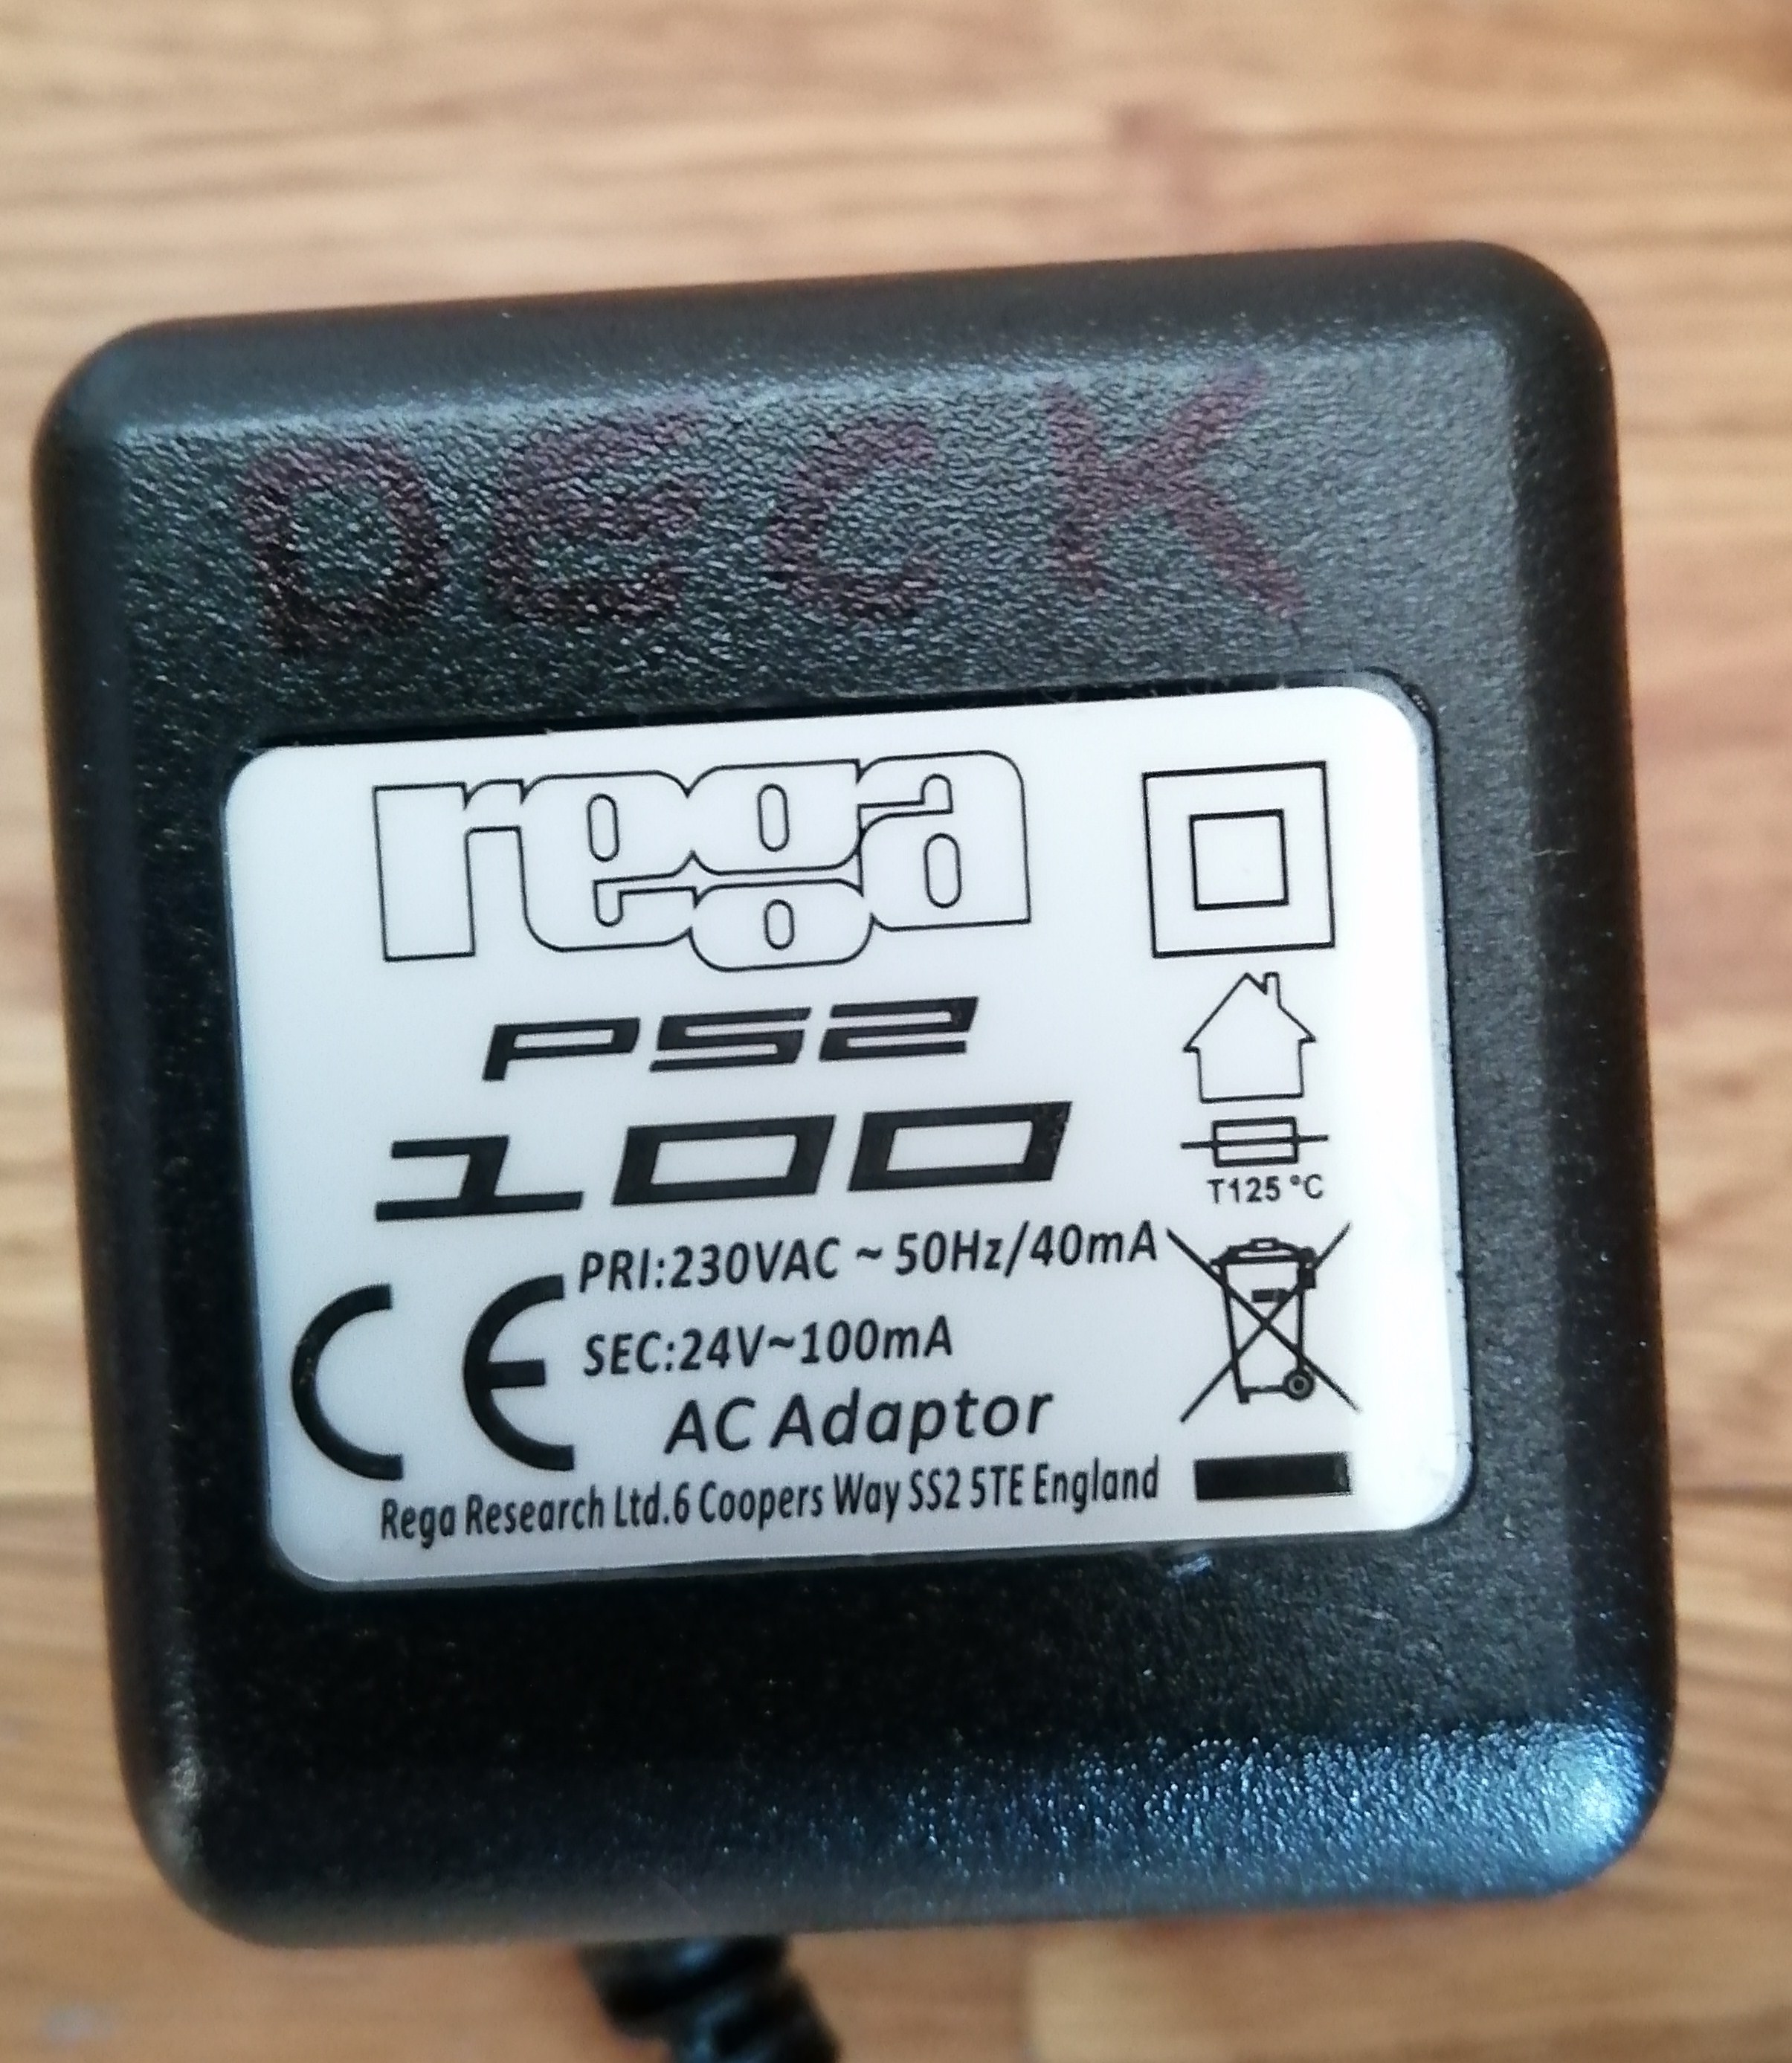 DECK
rega
PS2
100
T125 °C
PRI:230VAC ~ 50Hz/40mA
CE
SEC:24V~100mA
AC Adaptor
Rega Research Ltd.6 Coopers Way SS2 5TE England